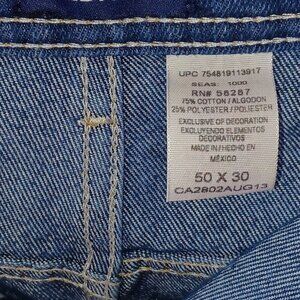 UPC 754819113917
SEAS: 1000
RN# 58287
75% COTTON / ALGODON
25% POLYESTER / POLIESTER
EXCLUSIVE OF DECORATION
EXCLUYENDO ELEMENTOS
DECORATIVOS
MADE IN/HECHO EN
MÉXICO
50 X 30
CA2802AUG13